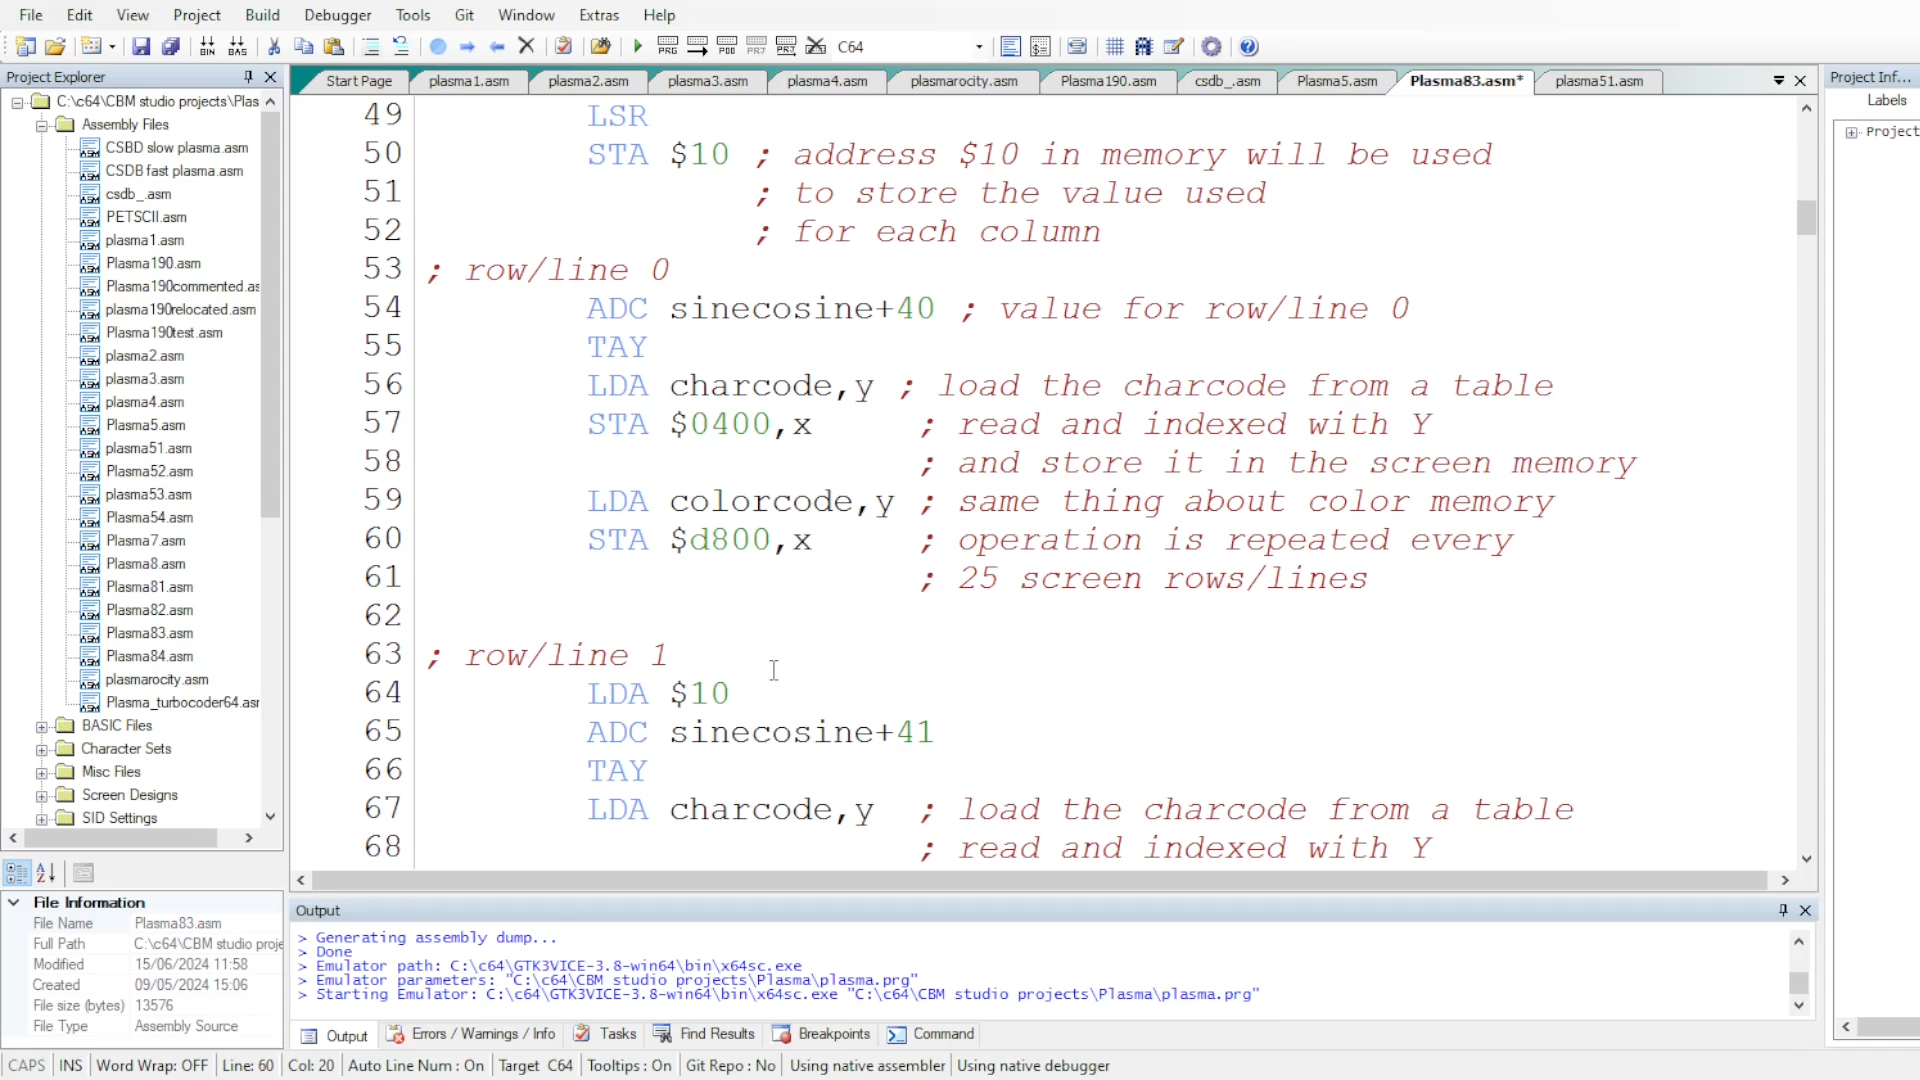 File Edit View Project Build Debugger Tools Git Window Extras Help
BIN BAS PRG PRG C64
Project Explorer
Start Page plasma1.asm plasma2.asm plasma3.asm plasma4.asm plasmarocity.asm Plasma190.asm csdb_.asm Plasma5.asm Plasma83.asm* plasma51.asm
Project Inf...
Labels
Project
C:\c64\CBM studio projects\Plas
Assembly Files
CSBD slow plasma.asm
CSDB fast plasma.asm
csdb_.asm
PETSCII.asm
plasma1.asm
Plasma190.asm
Plasma190commented.as
plasma190relocated.asm
Plasma190test.asm
plasma2.asm
plasma3.asm
plasma4.asm
Plasma5.asm
plasma51.asm
Plasma52.asm
plasma53.asm
Plasma54.asm
Plasma7.asm
Plasma8.asm
Plasma81.asm
Plasma82.asm
Plasma83.asm
Plasma84.asm
plasmarocity.asm
Plasma_turbocoder64.asr
BASIC Files
Character Sets
Misc Files
Screen Designs
SID Settings
49 LSR
50 STA $10 ; address $10 in memory will be used
51 ; to store the value used
52 ; for each column
53 ; row/line 0
54 ADC sinecosine+40 ; value for row/line 0
55 TAY
56 LDA charcode,y ; load the charcode from a table
57 STA $0400,x ; read and indexed with Y
58 ; and store it in the screen memory
59 LDA colorcode,y ; same thing about color memory
60 STA $d800,x ; operation is repeated every
61 ; 25 screen rows/lines
62
63 ; row/line 1
64 LDA $10
65 ADC sinecosine+41
66 TAY
67 LDA charcode,y ; load the charcode from a table
68 ; read and indexed with Y
File Information
File Name Plasma83.asm
Full Path C:\c64\CBM studio proje
Modified 15/06/2024 11:58
Created 09/05/2024 15:06
File size (bytes) 13576
File Type Assembly Source
Output
> Generating assembly dump...
> Done
> Emulator path: C:\c64\GTK3VICE-3.8-win64\bin\x64sc.exe
> Emulator parameters: "C:\c64\CBM studio projects\Plasma\plasma.prg"
> Starting Emulator: C:\c64\GTK3VICE-3.8-win64\bin\x64sc.exe "C:\c64\CBM studio projects\Plasma\plasma.prg"
Output Errors / Warnings / Info Tasks Find Results Breakpoints Command
CAPS INS Word Wrap: OFF Line: 60 Col: 20 Auto Line Num : On Target C64 Tooltips : On Git Repo : No Using native assembler Using native debugger